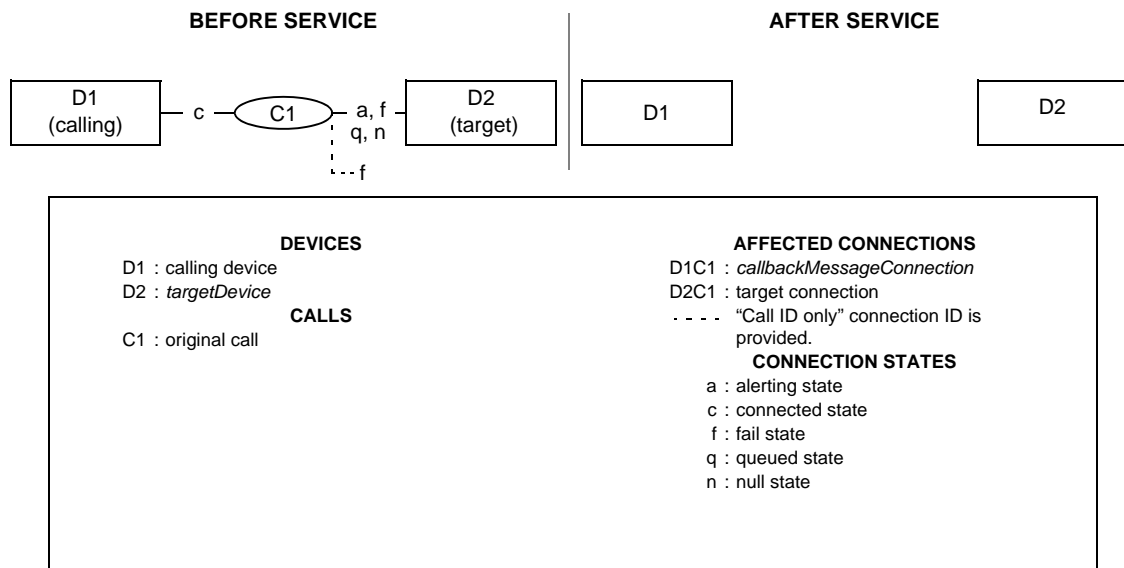 BEFORE SERVICE
AFTER SERVICE
D1
(calling)
c
C1
a, f
q, n
f
D2
(target)
D1
D2
DEVICES
D1 : calling device
D2 : targetDevice
CALLS
C1 : original call
AFFECTED CONNECTIONS
D1C1 : callbackMessageConnection
D2C1 : target connection
- - - - “Call ID only” connection ID is
provided.
CONNECTION STATES
a : alerting state
c : connected state
f : fail state
q : queued state
n : null state